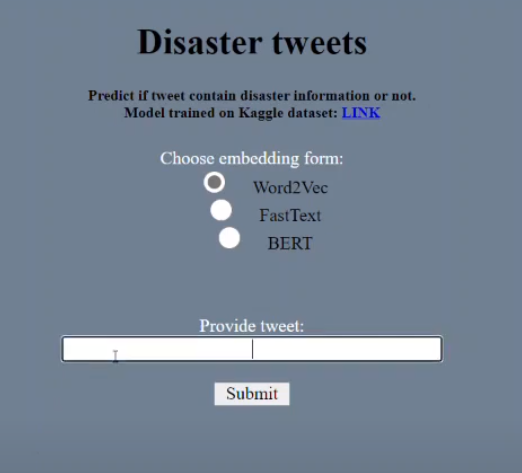 Disaster tweets
Predict if tweet contain disaster information or not.
Model trained on Kaggle dataset: LINK
Choose embedding form:
Word2Vec
FastText
BERT
Provide tweet:
Submit